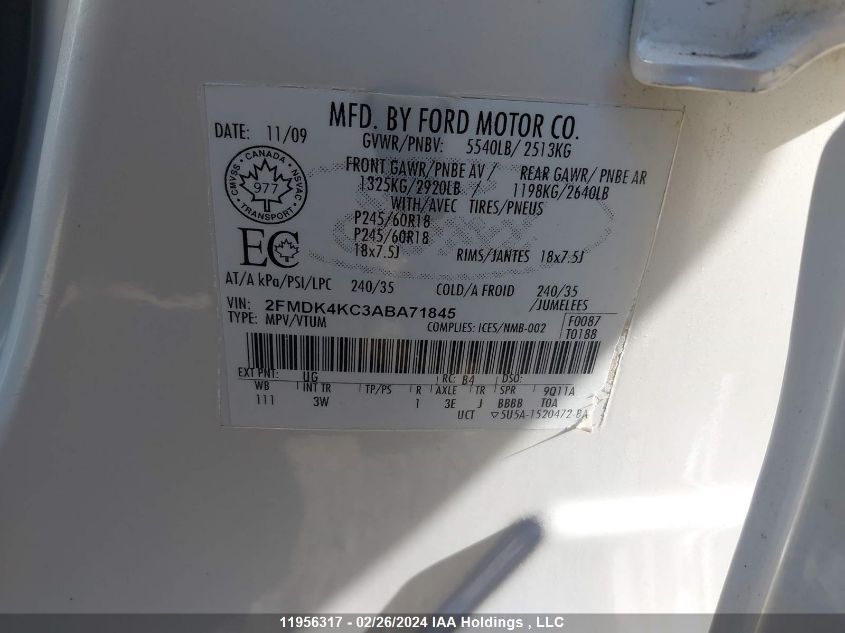 MFD. BY FORD MOTOR CO.
DATE: 11/09
GVWR/PNBV: 5540LB/ 2513KG
FRONT GAWR/PNBE AV / REAR GAWR/ PNBE AR
1325KG/2920LB / 1198KG/2640LB
WITH/AVEC TIRES/PNEUS
P245/60R18
P245/60R18
18x7.5J RIMS/JANTES 18x7.5J
CANADA
CMVSS 977 NSVAC
TRANSPORT
EC
AT/A kPa/PSI/LPC 240/35 COLD/A FROID 240/35
/JUMELEES
VIN: 2FMDK4KC3ABA71845
TYPE: MPV/VTUM COMPLIES: ICES/NMB-002 F0087
T0188
EXT PNT: UG RC: B4 DSO:
WB INT TR TP/PS R AXLE TR SPR 9Q11A
111 3W 1 3E J BBBB TOA
UCT ▽5U5A-1520472-BA
11956317 - 02/26/2024 IAA Holdings , LLC